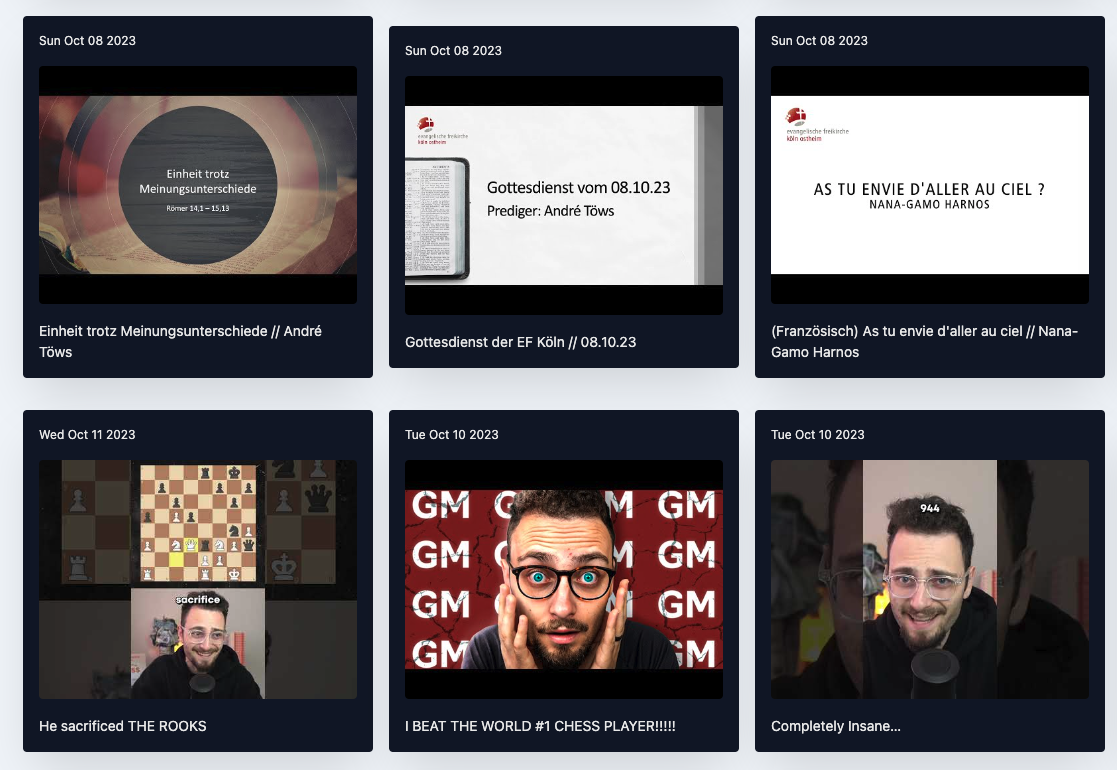 Sun Oct 08 2023
Einheit trotz
Meinungsunterschiede
Römer 14,1 – 15,13
Einheit trotz Meinungsunterschiede // André
Töws
Sun Oct 08 2023
evangelische freikirche
köln ostheim
Gottesdienst vom 08.10.23
Prediger: André Töws
Gottesdienst der EF Köln // 08.10.23
Sun Oct 08 2023
evangelische freikirche
köln ostheim
AS TU ENVIE D'ALLER AU CIEL ?
NANA-GAMO HARNOS
(Französisch) As tu envie d'aller au ciel // Nana-
Gamo Harnos
Wed Oct 11 2023
sacrifice
He sacrificed THE ROOKS
Tue Oct 10 2023
GM G M GM
GM GM
GM GM
GM GM
I BEAT THE WORLD #1 CHESS PLAYER!!!!!
Tue Oct 10 2023
944
Completely Insane...